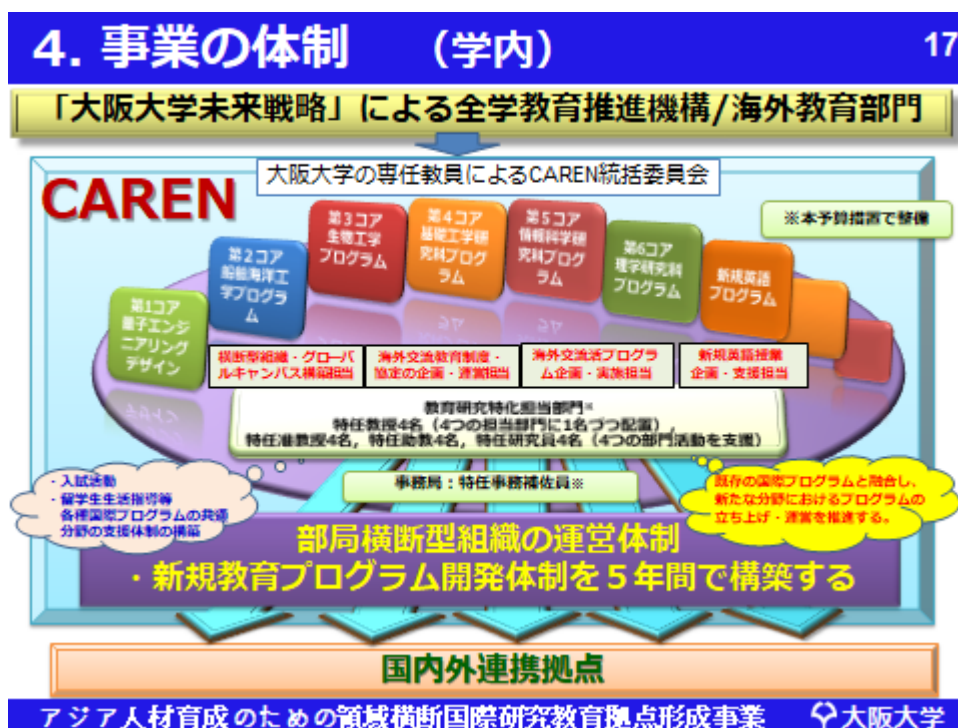 4. 事業の体制 （学内）
17
「大阪大学未来戦略」による全学教育推進機構/海外教育部門
大阪大学の専任教員によるCAREN統括委員会
CAREN
※本予算措置で整備
第1コア
量子エンジ
ニアリング
デザイン
第２コア
船舶海洋工
学プログラ
ム
第３コア
生物工学
プログラム
第４コア
基礎工学研
究科プログ
ラム
第５コア
情報科学研
究科プログ
ラム
第6コア
理学研究科
プログラム
新規英語
プログラム
横断型組織・グローバ
ルキャンパス構築担当
海外交流教育制度・
協定の企画・運営担当
海外交流活プログラ
ム企画・実施担当
新規英語授業
企画・支援担当
教育研究特化担当部門※
特任教授4名（4つの担当部門に1名づつ配置），
特任准教授4名，特任助教4名，特任研究員4名（4つの部門活動を支援）
事務局：特任事務補佐員※
・入試活動
・留学生生活指導等
各種国際プログラムの共通
分野の支援体制の構築
既存の国際プログラムと融合し、
新たな分野におけるプログラムの
立ち上げ・運営を推進する。
部局横断型組織の運営体制
・新規教育プログラム開発体制を５年間で構築する
国内外連携拠点
アジア人材育成のための領域横断国際研究教育拠点形成事業
大阪大学